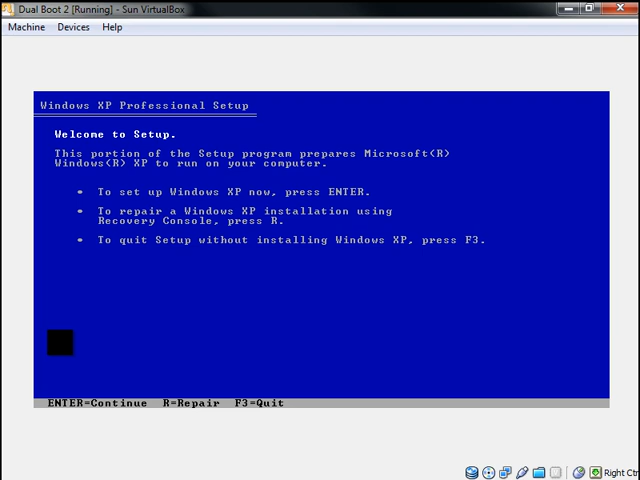 Dual Boot 2 [Running] - Sun VirtualBox
Machine Devices Help
Windows XP Professional Setup
Welcome to Setup.
This portion of the Setup program prepares Microsoft(R)
Windows(R) XP to run on your computer.
• To set up Windows XP now, press ENTER.
• To repair a Windows XP installation using
Recovery Console, press R.
• To quit Setup without installing Windows XP, press F3.
ENTER=Continue R=Repair F3=Quit
Right Ctr